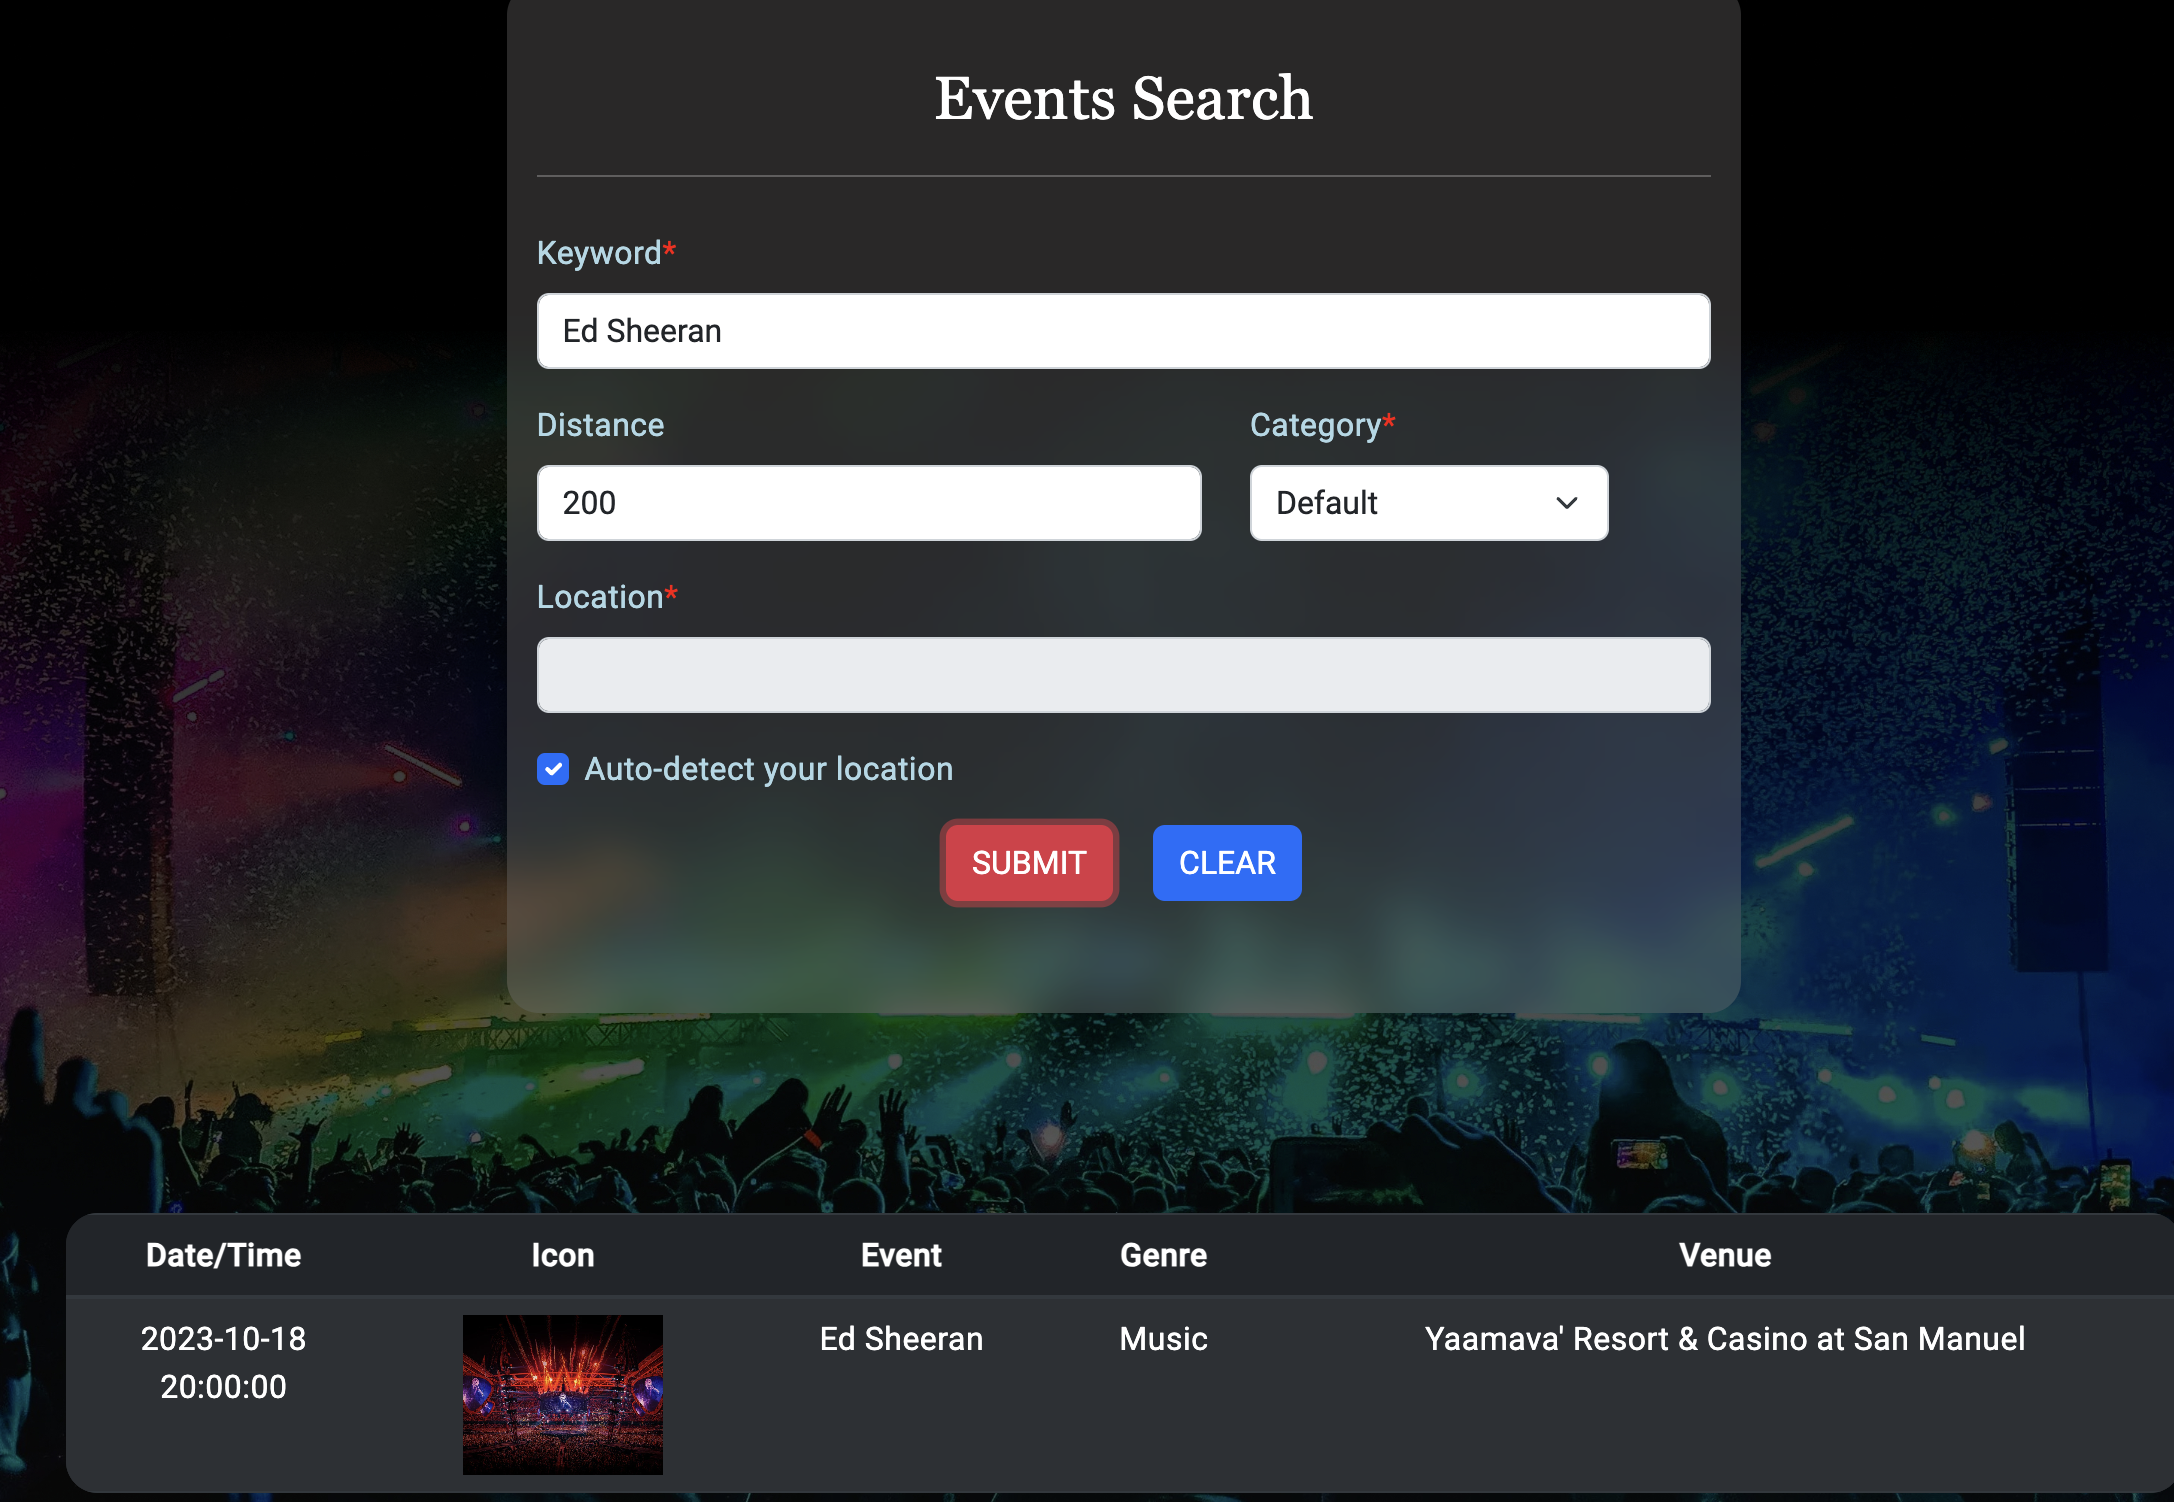 Events Search
Keyword*
Ed Sheeran
Distance
Category*
200
Default
Location*
Auto-detect your location
SUBMIT
CLEAR
Date/Time
Icon
Event
Genre
Venue
2023-10-18
20:00:00
Ed Sheeran
Music
Yaamava' Resort & Casino at San Manuel